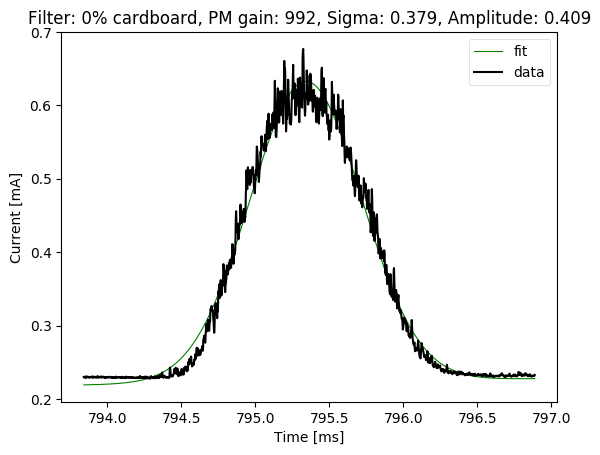 Filter: 0% cardboard, PM gain: 992, Sigma: 0.379, Amplitude: 0.409
0.7
0.6
0.5
0.4
0.3
0.2
Current [mA]
fit
data
794.0 794.5 795.0 795.5 796.0 796.5 797.0
Time [ms]